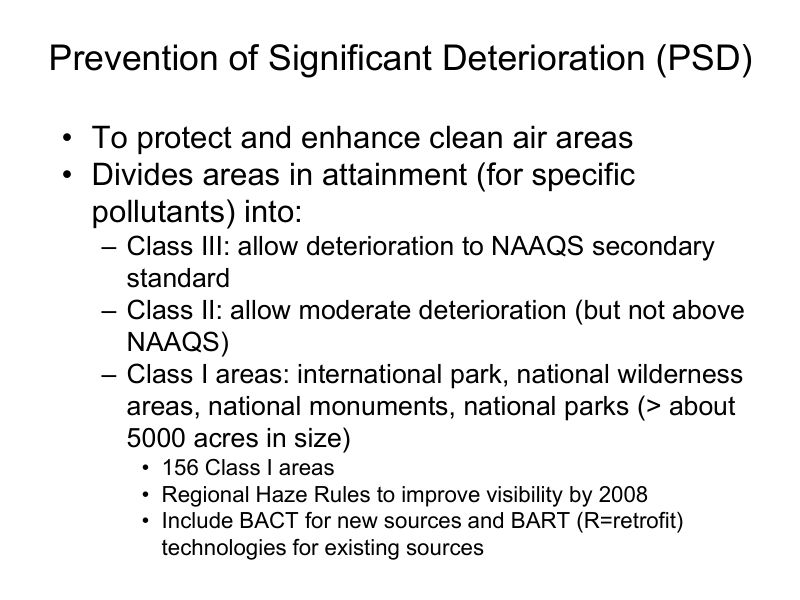 Prevention of Significant Deterioration (PSD)
• To protect and enhance clean air areas
• Divides areas in attainment (for specific
pollutants) into:
– Class III: allow deterioration to NAAQS secondary
standard
– Class II: allow moderate deterioration (but not above
NAAQS)
– Class I areas: international park, national wilderness
areas, national monuments, national parks (> about
5000 acres in size)
• 156 Class I areas
• Regional Haze Rules to improve visibility by 2008
• Include BACT for new sources and BART (R=retrofit)
technologies for existing sources